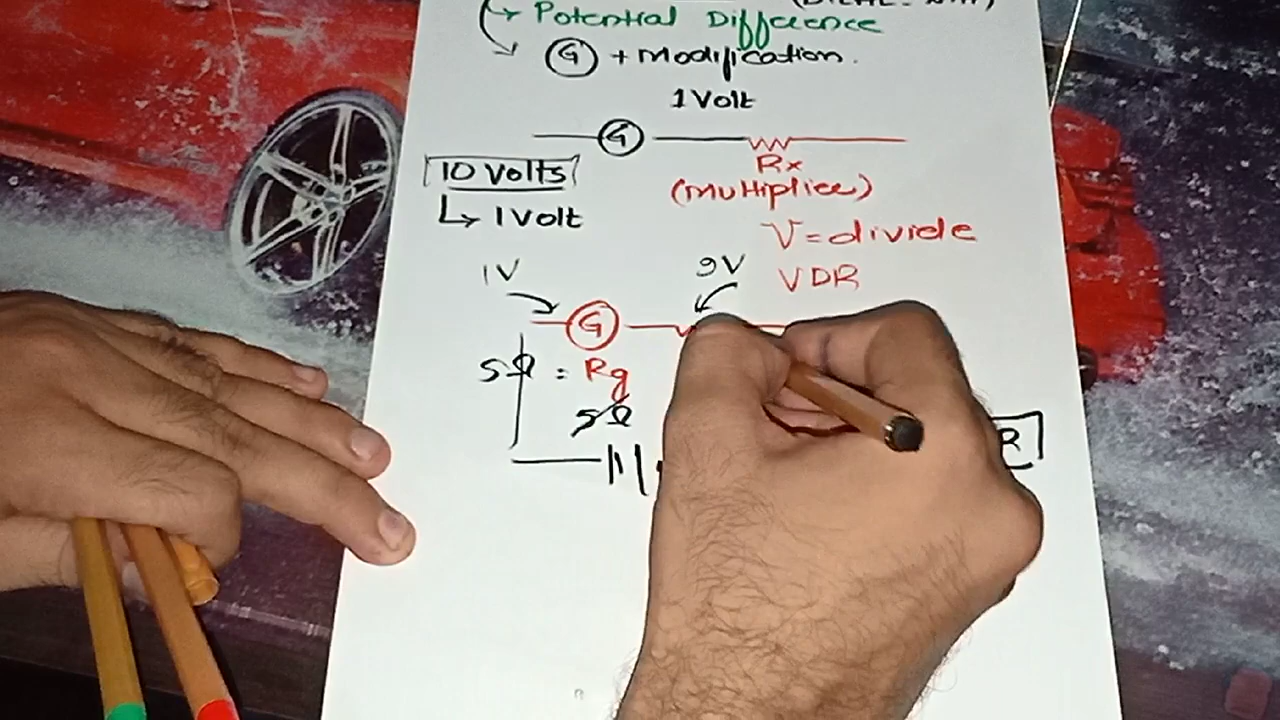 Potential Difference
G + Modification.
1 Volt
G
Rx
10 Volts
(Multiplier)
↳ 1 Volt
V = divide
1V
9V
VDR
G
5Ω = Rg
5Ω
R